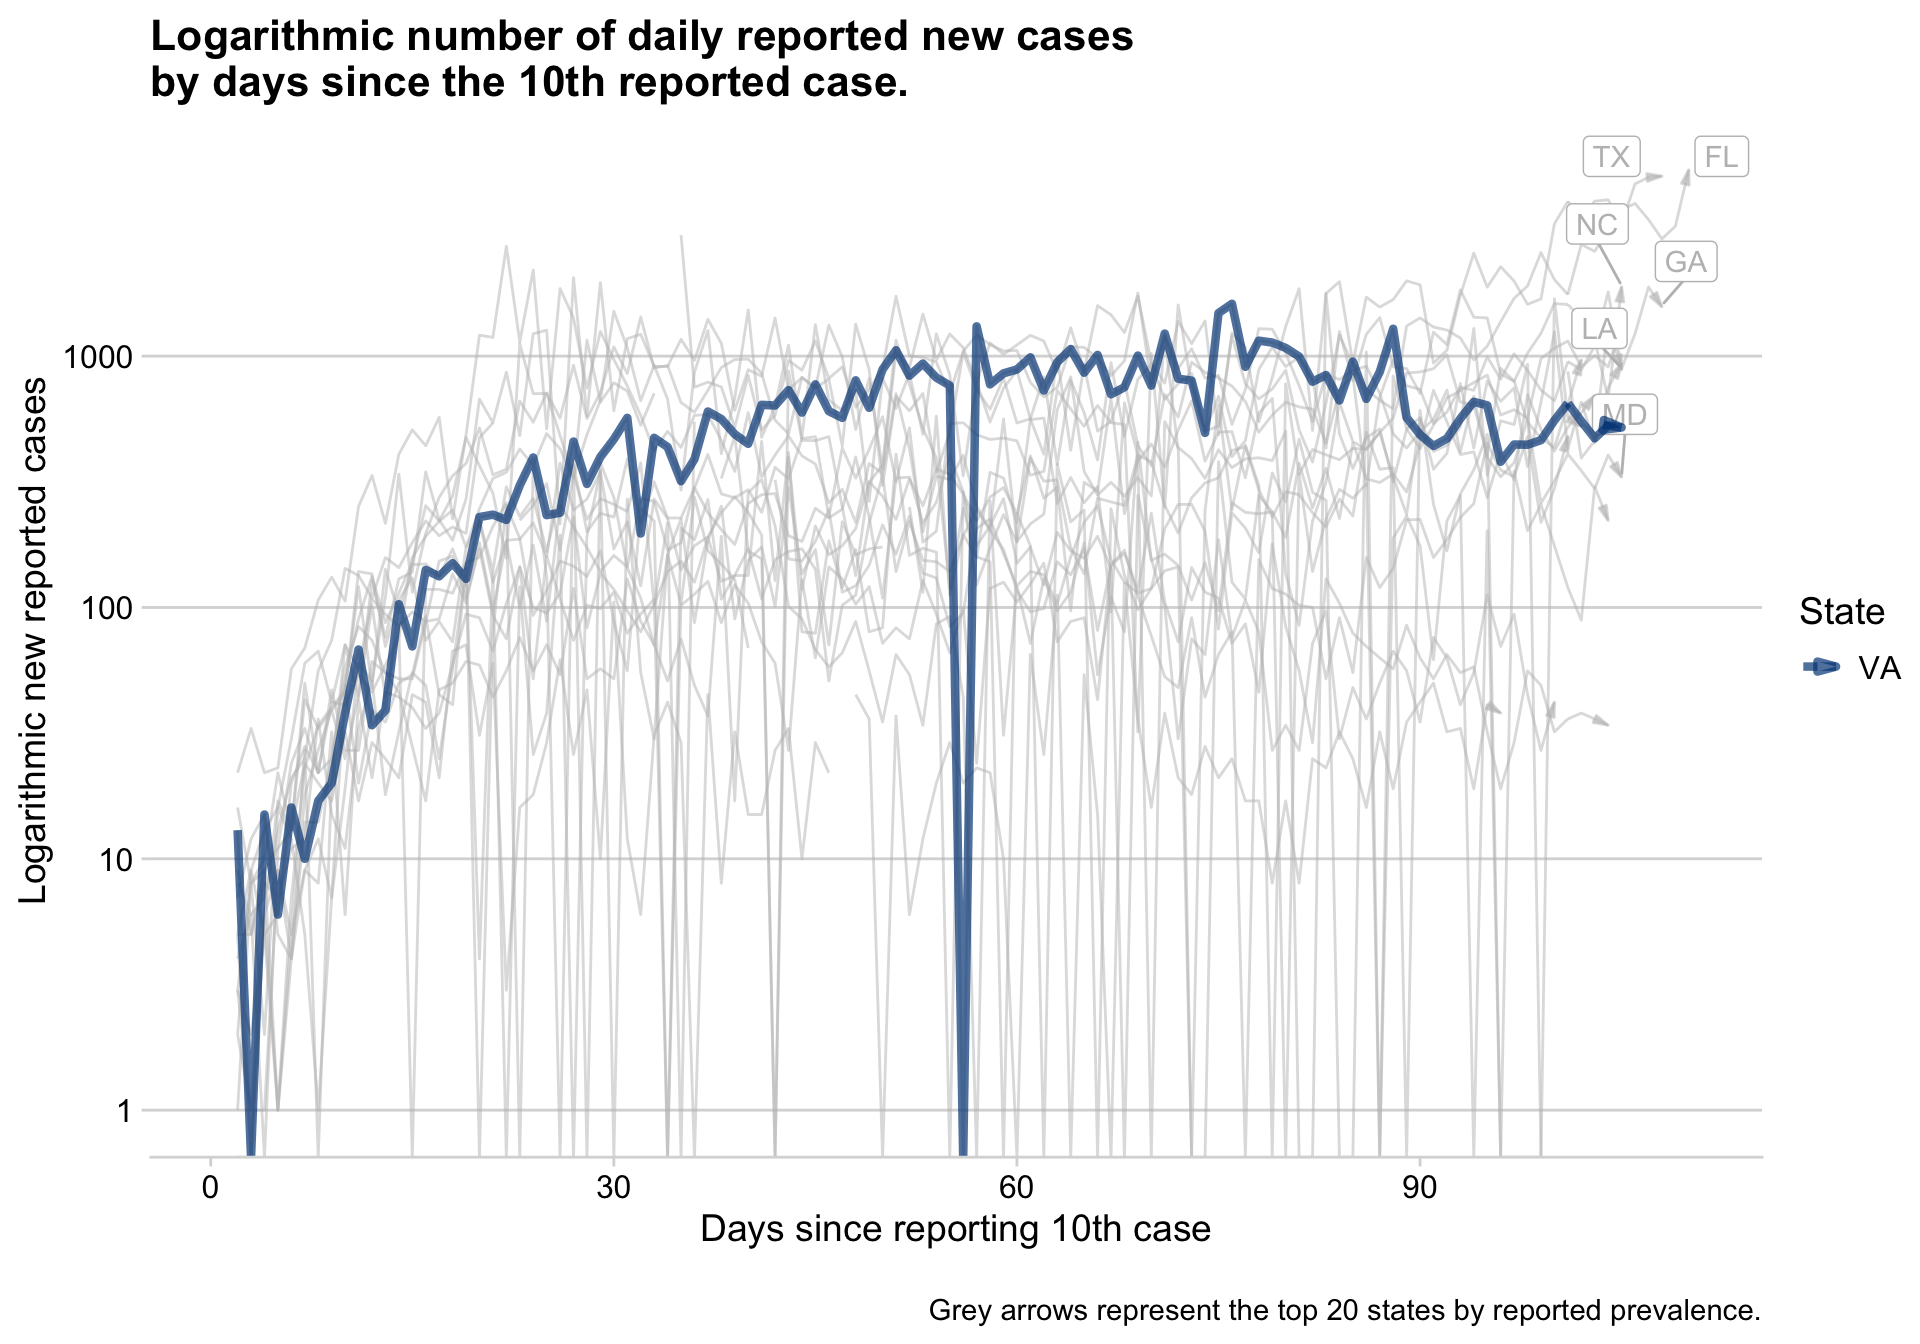 Logarithmic number of daily reported new cases
by days since the 10th reported case.
TX
FL
NC
GA
LA
MD
Logarithmic new reported cases
1000
100
10
1
0
30
60
90
Days since reporting 10th case
State
VA
Grey arrows represent the top 20 states by reported prevalence.